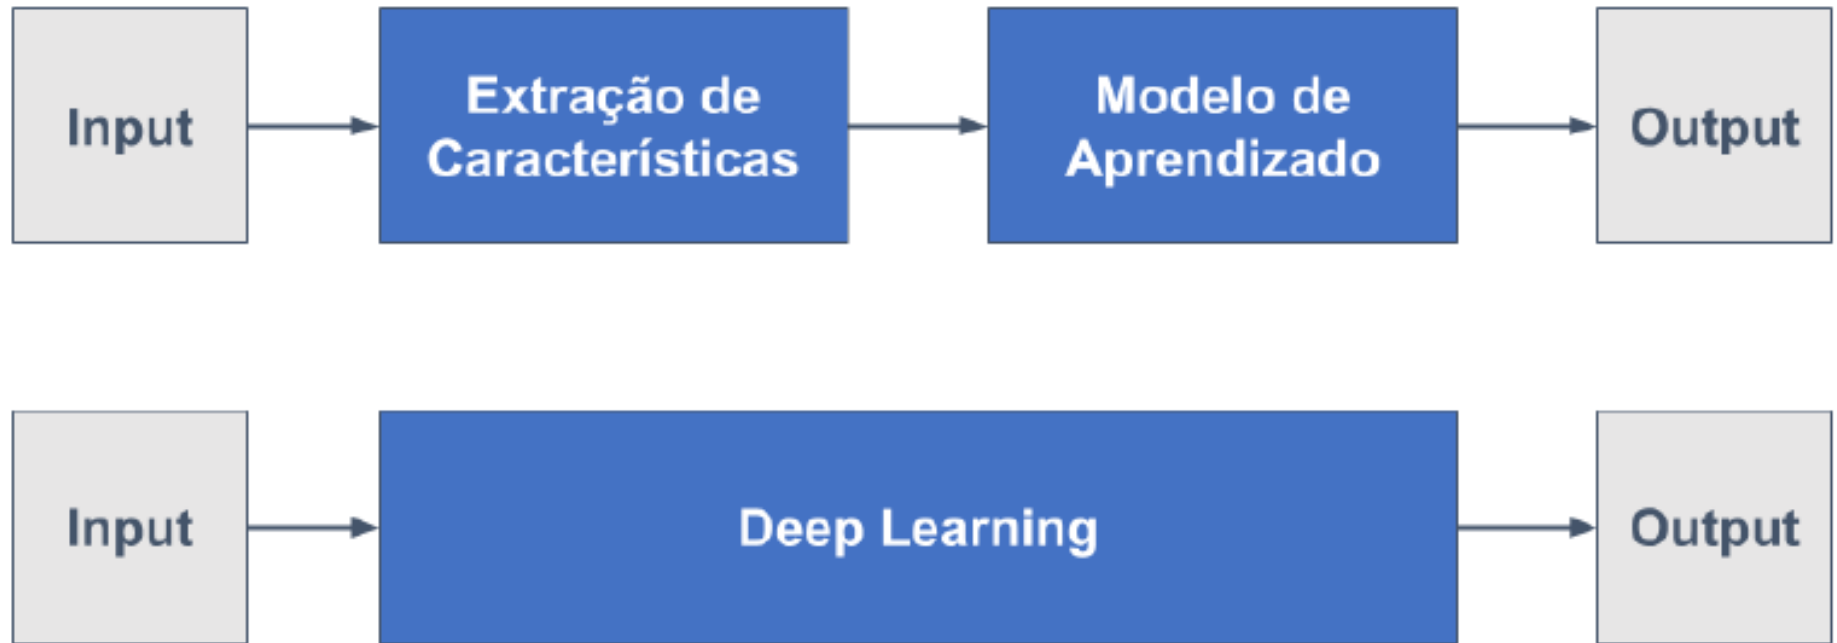 Input
Extração de
Características
Modelo de
Aprendizado
Output
Input
Deep Learning
Output